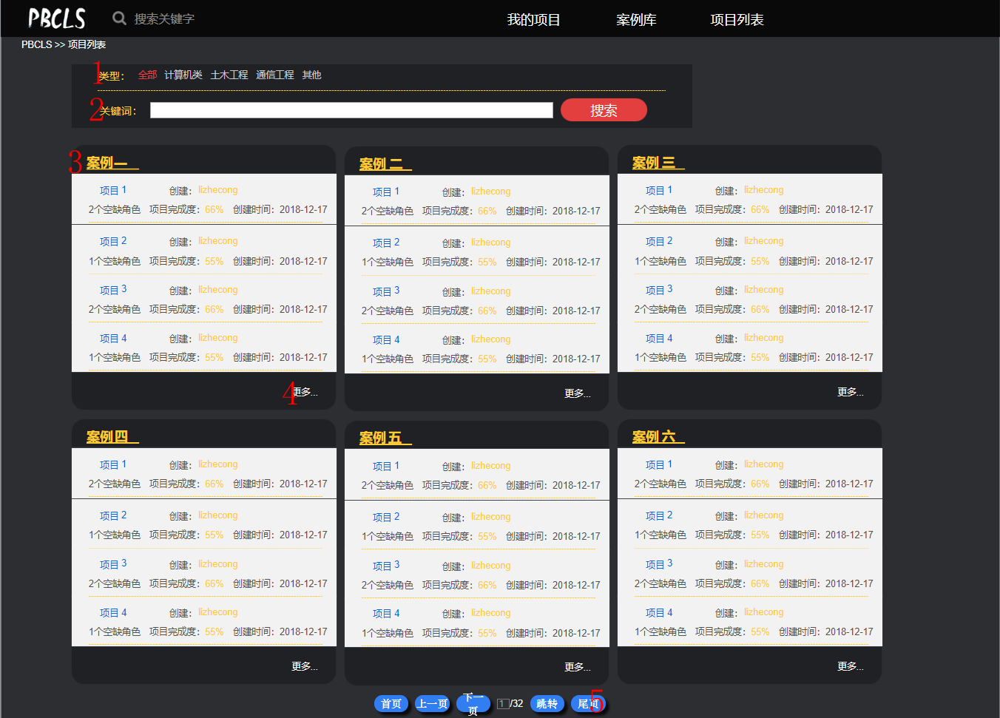 PBCLS 搜索关键字 我的项目 案例库 项目列表
PBCLS >> 项目列表
1 类型： 全部 计算机类 土木工程 通信工程 其他
2 关键词： 搜索
3 案例一
项目 1 创建： lizhecong
2个空缺角色 项目完成度：66% 创建时间：2018-12-17
项目 2 创建： lizhecong
1个空缺角色 项目完成度：55% 创建时间：2018-12-17
项目 3 创建： lizhecong
2个空缺角色 项目完成度：66% 创建时间：2018-12-17
项目 4 创建： lizhecong
1个空缺角色 项目完成度：55% 创建时间：2018-12-17
4 更多...
案例 二
项目 1 创建： lizhecong
2个空缺角色 项目完成度：66% 创建时间：2018-12-17
项目 2 创建： lizhecong
1个空缺角色 项目完成度：55% 创建时间：2018-12-17
项目 3 创建： lizhecong
2个空缺角色 项目完成度：66% 创建时间：2018-12-17
项目 4 创建： lizhecong
1个空缺角色 项目完成度：55% 创建时间：2018-12-17
更多...
案例 三
项目 1 创建： lizhecong
2个空缺角色 项目完成度：66% 创建时间：2018-12-17
项目 2 创建： lizhecong
1个空缺角色 项目完成度：55% 创建时间：2018-12-17
项目 3 创建： lizhecong
2个空缺角色 项目完成度：66% 创建时间：2018-12-17
项目 4 创建： lizhecong
1个空缺角色 项目完成度：55% 创建时间：2018-12-17
更多...
案例四
项目 1 创建： lizhecong
2个空缺角色 项目完成度：66% 创建时间：2018-12-17
项目 2 创建： lizhecong
1个空缺角色 项目完成度：55% 创建时间：2018-12-17
项目 3 创建： lizhecong
2个空缺角色 项目完成度：66% 创建时间：2018-12-17
项目 4 创建： lizhecong
1个空缺角色 项目完成度：55% 创建时间：2018-12-17
更多...
案例 五
项目 1 创建： lizhecong
2个空缺角色 项目完成度：66% 创建时间：2018-12-17
项目 2 创建： lizhecong
1个空缺角色 项目完成度：55% 创建时间：2018-12-17
项目 3 创建： lizhecong
2个空缺角色 项目完成度：66% 创建时间：2018-12-17
项目 4 创建： lizhecong
1个空缺角色 项目完成度：55% 创建时间：2018-12-17
更多...
案例 六
项目 1 创建： lizhecong
2个空缺角色 项目完成度：66% 创建时间：2018-12-17
项目 2 创建： lizhecong
1个空缺角色 项目完成度：55% 创建时间：2018-12-17
项目 3 创建： lizhecong
2个空缺角色 项目完成度：66% 创建时间：2018-12-17
项目 4 创建： lizhecong
1个空缺角色 项目完成度：55% 创建时间：2018-12-17
更多...
首页 上一页 下一页 1/32 跳转 尾页 5